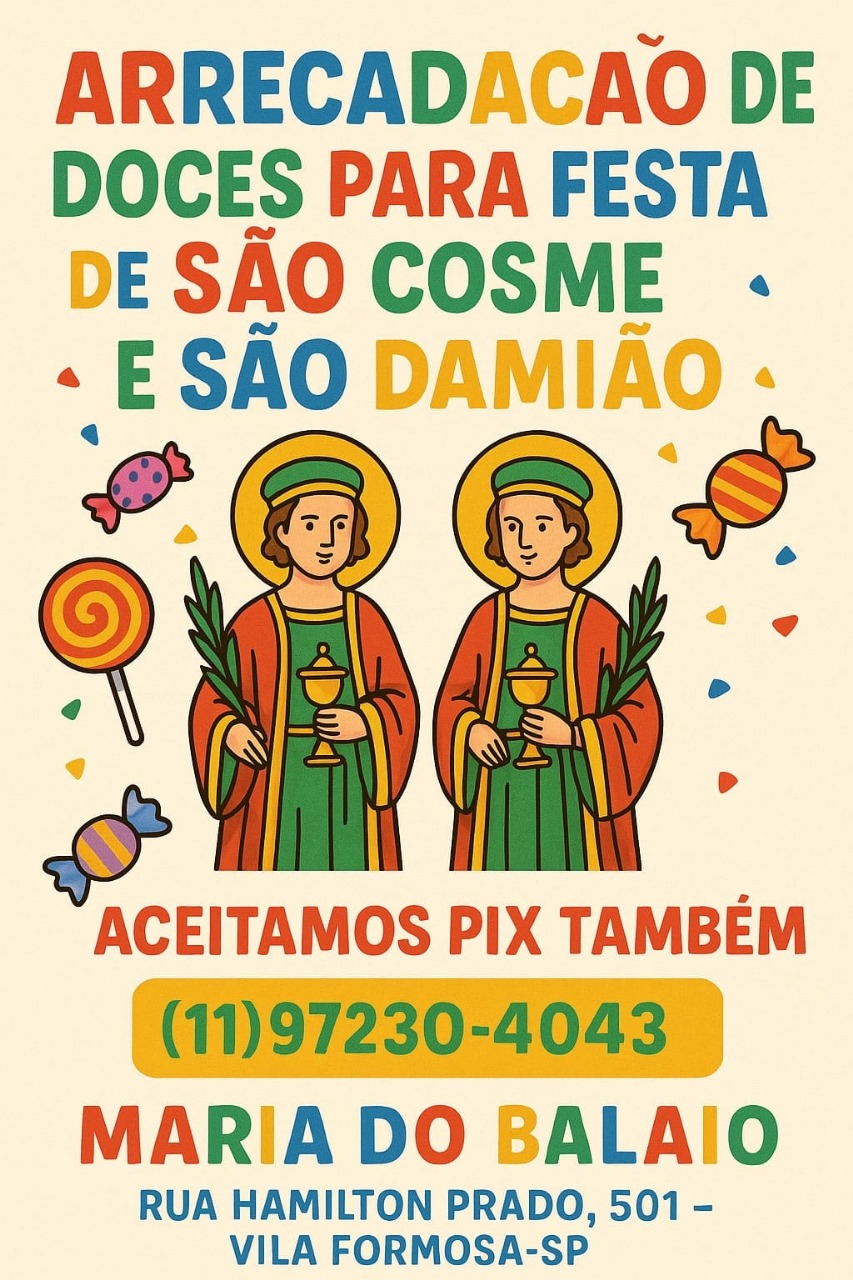 ARRECADACAÕ DE
DOCES PARA FESTA
DE SÃO COSME
E SÃO DAMIÃO
ACEITAMOS PIX TAMBÉM
(11)97230-4043
MARIA DO BALAIO
RUA HAMILTON PRADO, 501 –
VILA FORMOSA-SP